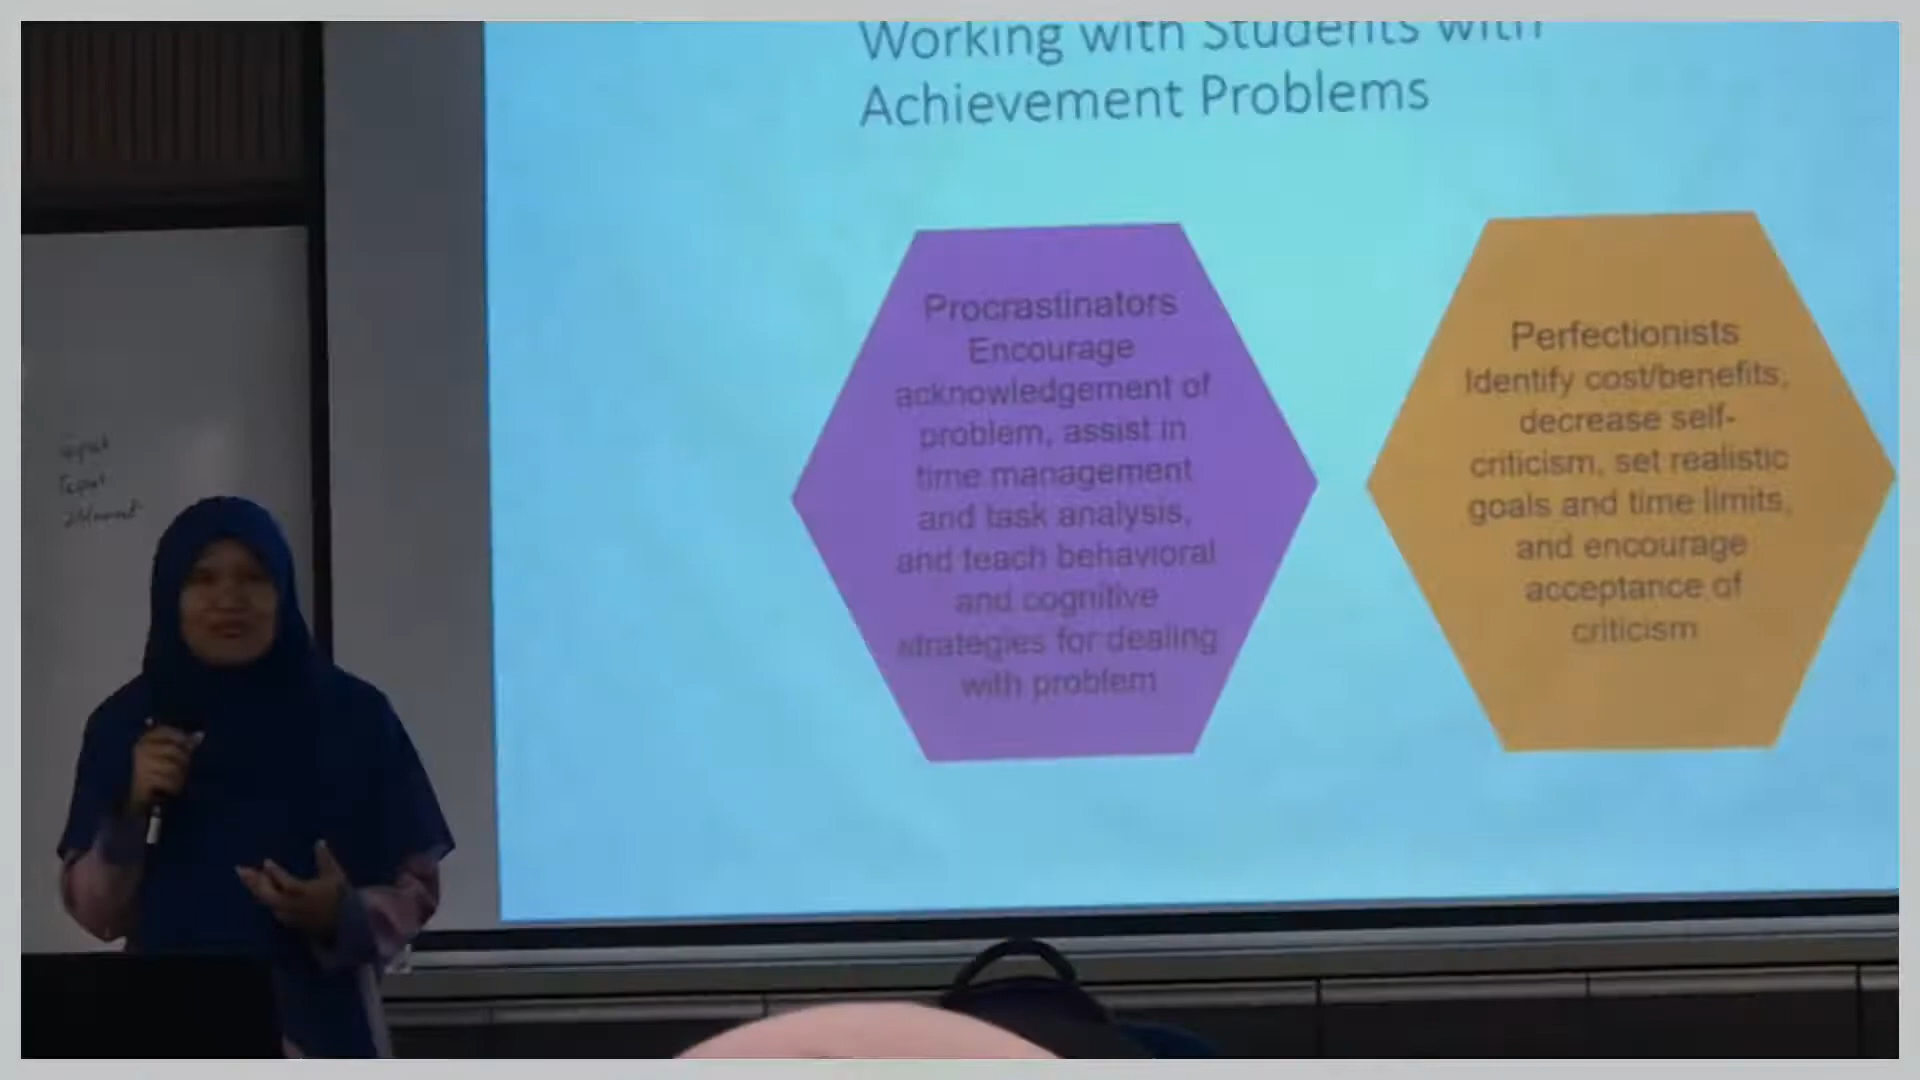 Working with Students with
Achievement Problems
Procrastinators
Encourage
acknowledgement of
problem, assist in
time management
and task analysis,
and teach behavioral
and cognitive
strategies for dealing
with problem
Perfectionists
Identify cost/benefits,
decrease self-
criticism, set realistic
goals and time limits,
and encourage
acceptance of
criticism